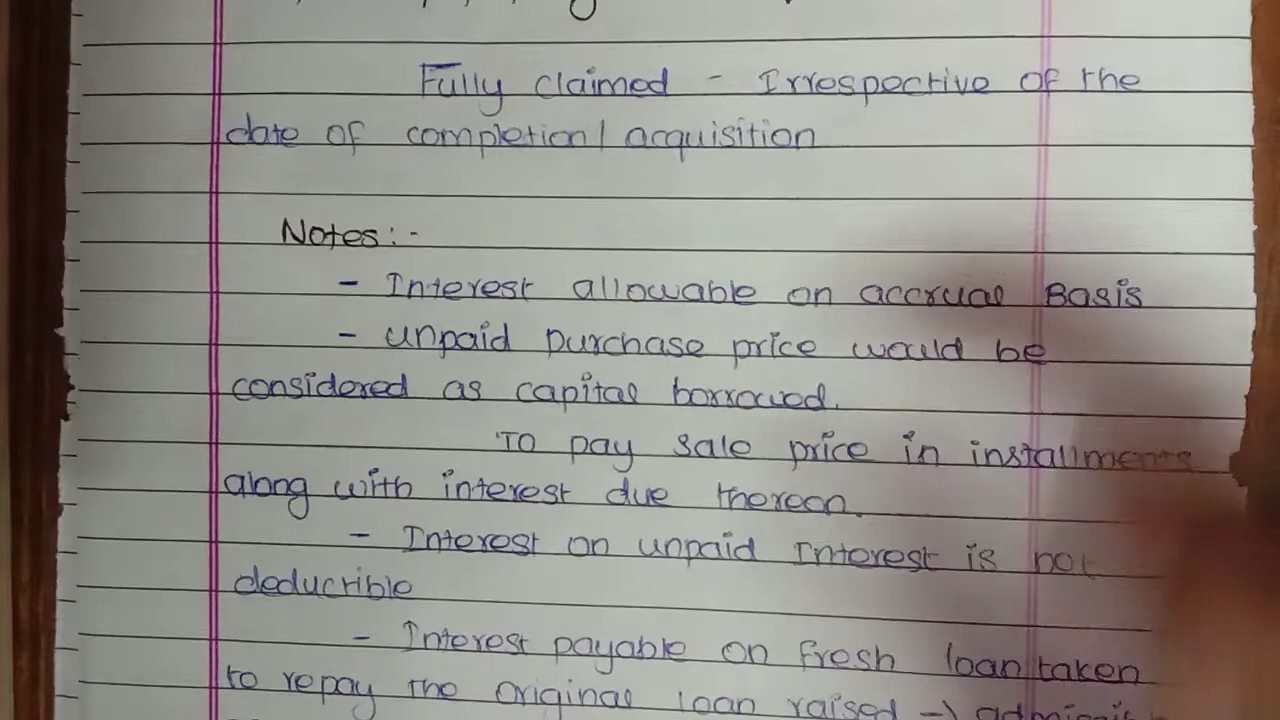 Fully claimed - Irrespective of the
date of completion / acquisition
Notes:-
- Interest allowable on accrual Basis
- unpaid purchase price would be
considered as capital borrowed.
To pay sale price in installments
along with interest due thereon.
- Interest on unpaid Interest is not
deductible
- Interest payable on fresh loan taken
to repay the original loan raised →